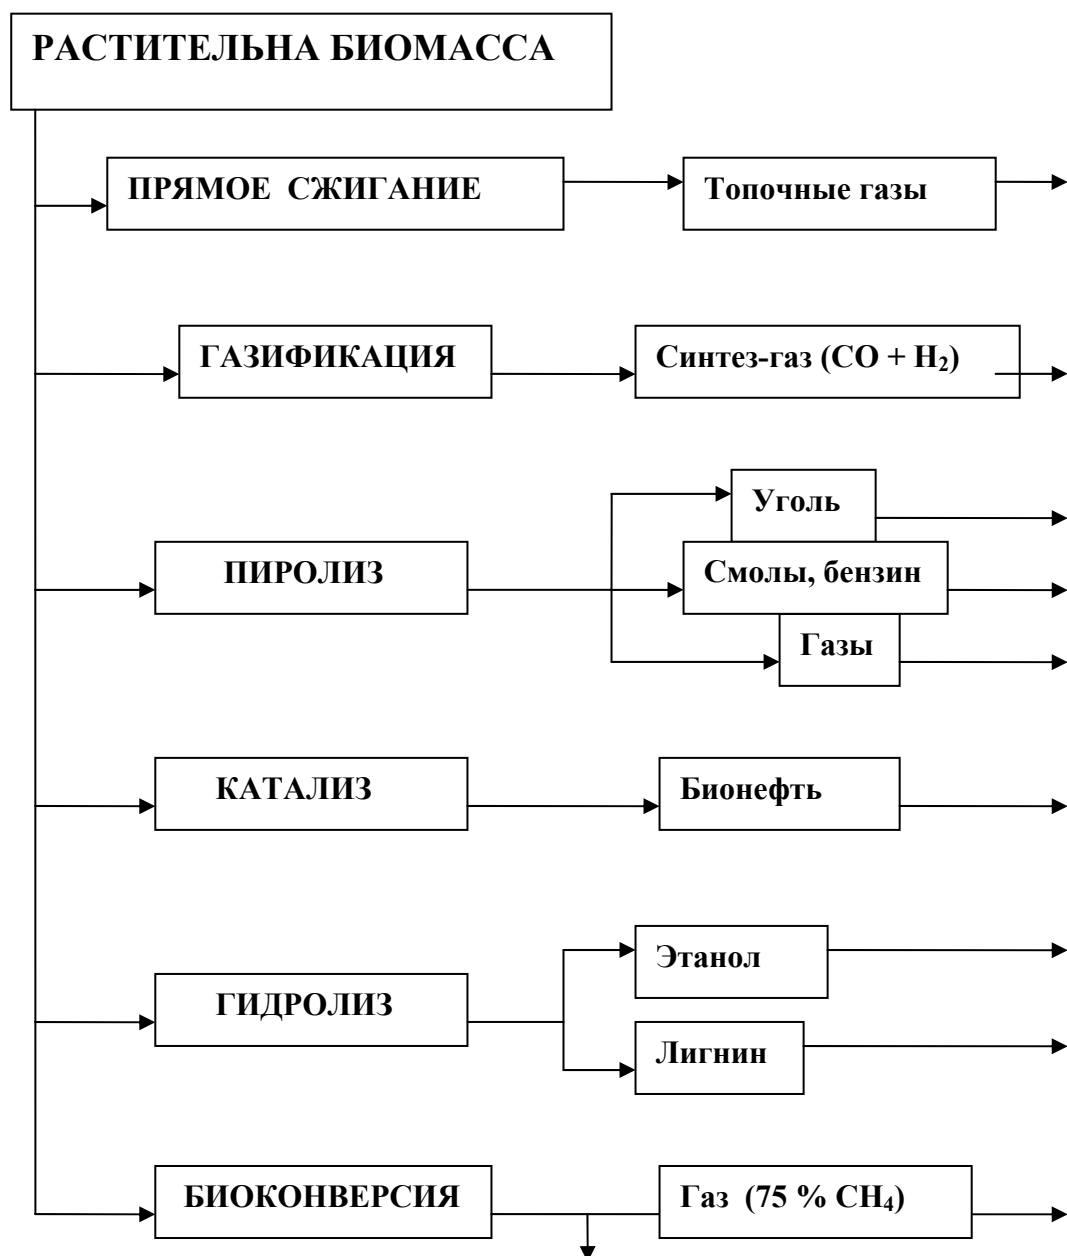 РАСТИТЕЛЬНА БИОМАССА
ПРЯМОЕ СЖИГАНИЕ
Топочные газы
ГАЗИФИКАЦИЯ
Синтез-газ (CO + H₂)
Уголь
ПИРОЛИЗ
Смолы, бензин
Газы
КАТАЛИЗ
Бионефть
Этанол
ГИДРОЛИЗ
Лигнин
БИОКОНВЕРСИЯ
Газ (75 % CH₄)